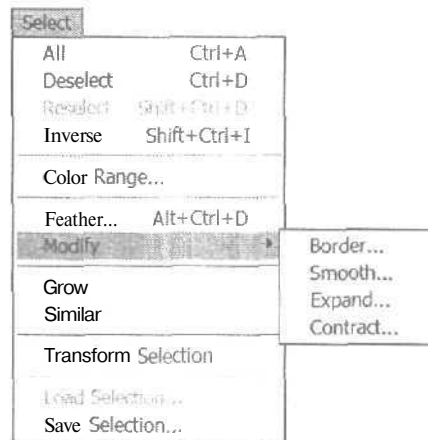 Select
All Ctrl+A
Deselect Ctrl+D
Reselect Shift+Ctrl+D
Inverse Shift+Ctrl+I
Color Range...
Feather... Alt+Ctrl+D
Modify
Border...
Smooth...
Expand...
Contract...
Grow
Similar
Transform Selection
Load Selection...
Save Selection...